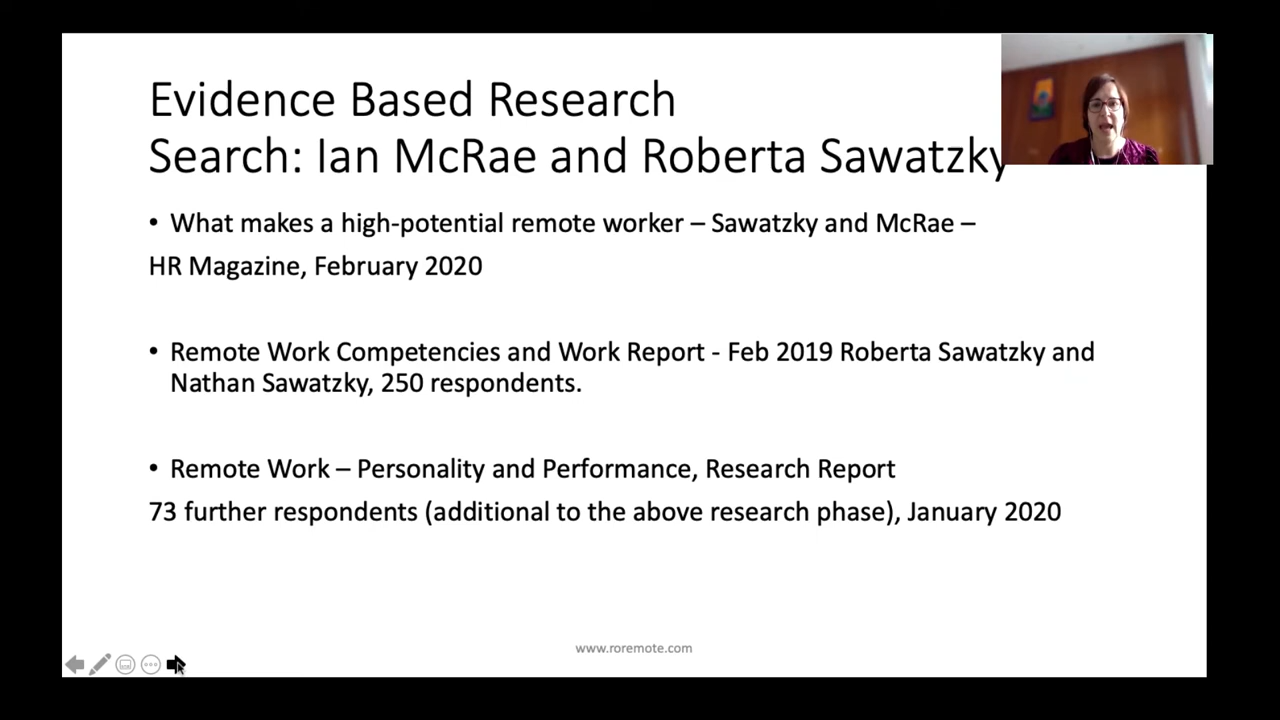 Evidence Based Research
Search: Ian McRae and Roberta Sawatzky
• What makes a high-potential remote worker – Sawatzky and McRae –
HR Magazine, February 2020
• Remote Work Competencies and Work Report - Feb 2019 Roberta Sawatzky and
Nathan Sawatzky, 250 respondents.
• Remote Work – Personality and Performance, Research Report
73 further respondents (additional to the above research phase), January 2020
www.roremote.com